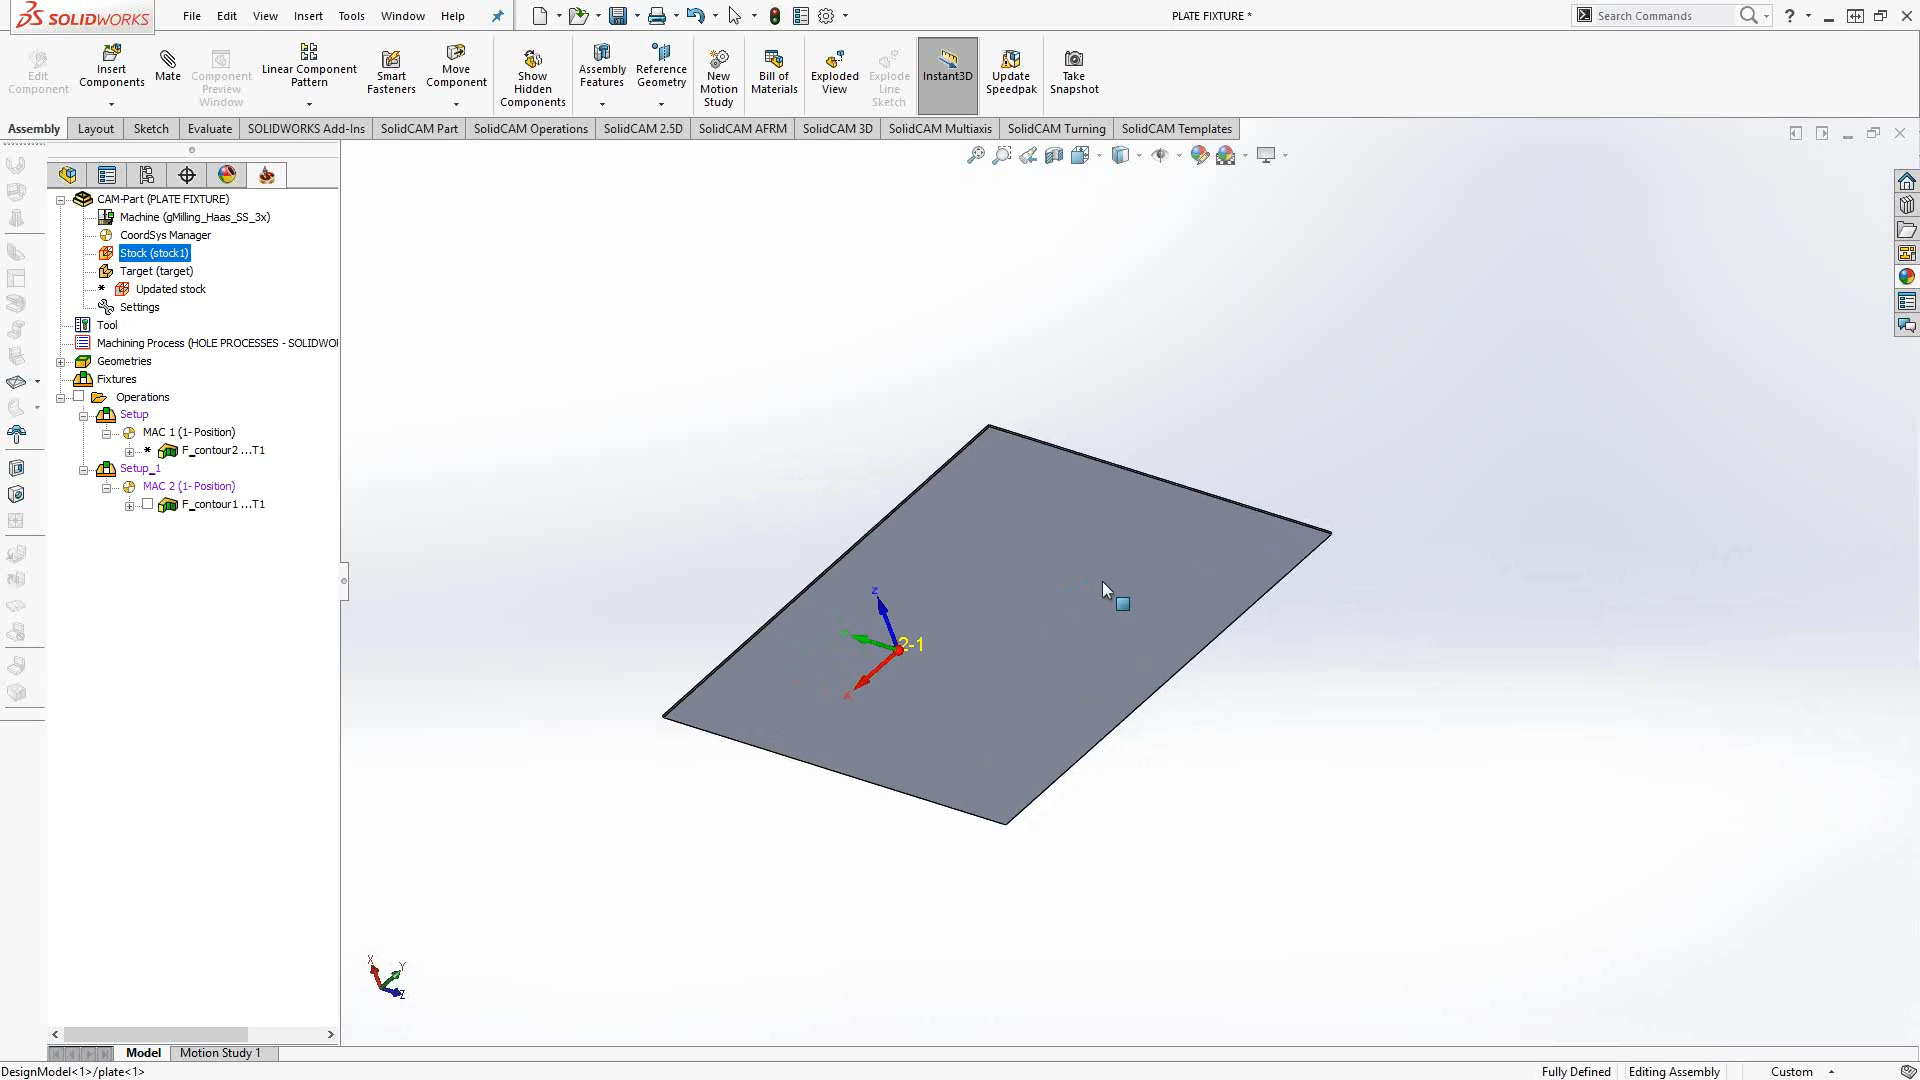 SOLIDWORKS
File Edit View Insert Tools Window Help
PLATE FIXTURE *
Search Commands
Edit Component
Insert Components
Mate
Component Preview Window
Linear Component Pattern
Smart Fasteners
Move Component
Show Hidden Components
Assembly Features
Reference Geometry
New Motion Study
Bill of Materials
Exploded View
Explode Line Sketch
Instant3D
Update Speedpak
Take Snapshot
Assembly Layout Sketch Evaluate SOLIDWORKS Add-Ins SolidCAM Part SolidCAM Operations SolidCAM 2.5D SolidCAM AFRM SolidCAM 3D SolidCAM Multiaxis SolidCAM Turning SolidCAM Templates
CAM-Part (PLATE FIXTURE)
Machine (gMilling_Haas_SS_3x)
CoordSys Manager
Stock (stock1)
Target (target)
* Updated stock
Settings
Tool
Machining Process (HOLE PROCESSES - SOLIDWO
Geometries
Fixtures
Operations
Setup
MAC 1 (1- Position)
* F_contour2 ...T1
Setup_1
MAC 2 (1- Position)
F_contour1 ...T1
z
2-1
x
X Y
Z
Model Motion Study 1
DesignModel<1>/plate<1>
Fully Defined Editing Assembly Custom